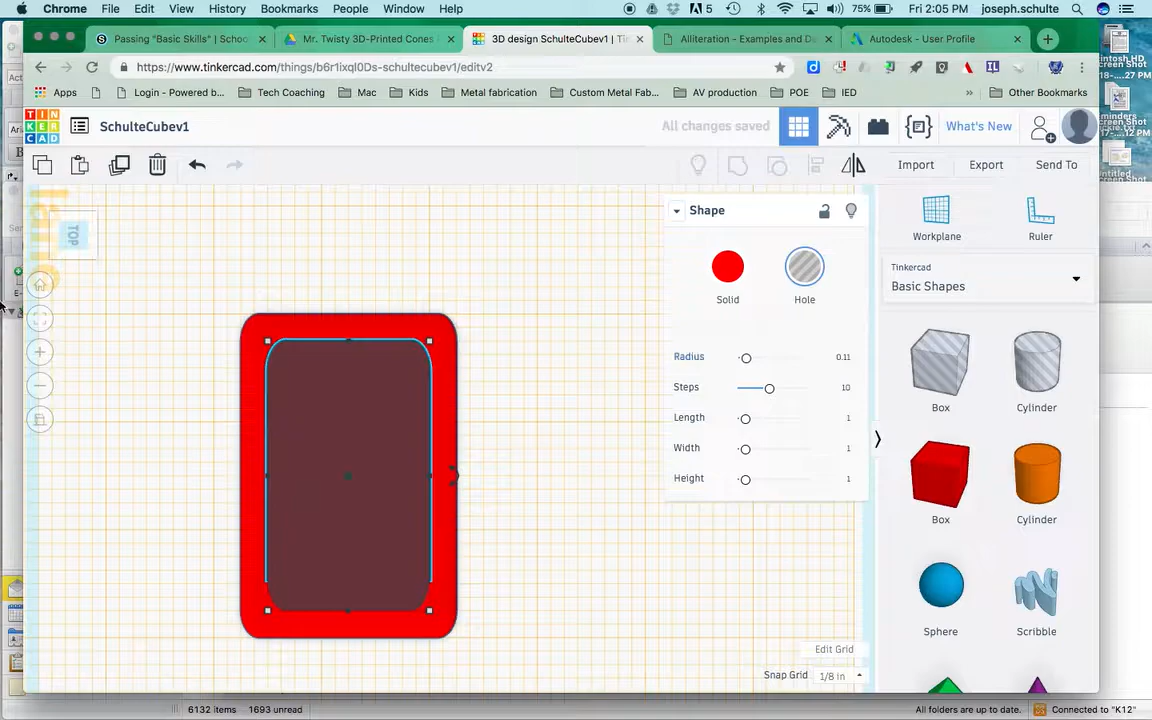 Chrome File Edit View History Bookmarks People Window Help 5 75% Fri 2:05 PM joseph.schulte
Passing "Basic Skills" | Schoo Mr. Twisty 3D-Printed Cones 3D design SchulteCubev1 | Tin Alliteration - Examples and De Autodesk - User Profile
https://www.tinkercad.com/things/b6r1ixql0Ds-schultecubev1/editv2
Apps Login - Powered b... Tech Coaching Mac Kids Metal fabrication Custom Metal Fab... AV production POE IED » Other Bookmarks
TIN
KER
CAD
SchulteCubev1 All changes saved What's New
Import Export Send To
TOP
Shape
Solid Hole
Radius 0.11
Steps 10
Length 1
Width 1
Height 1
Workplane Ruler
Tinkercad
Basic Shapes
Box Cylinder
Box Cylinder
Sphere Scribble
Edit Grid
Snap Grid 1/8 in
6132 items 1693 unread All folders are up to date. Connected to "K12"